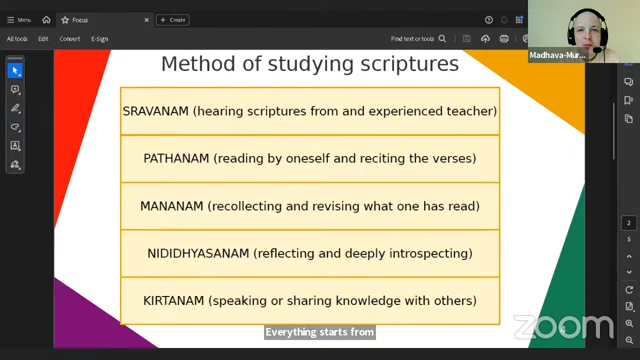 Menu
Focus
Create
All tools
Edit
Convert
E-Sign
Find text or tools
Madhava-Mur...
Method of studying scriptures
SRAVANAM (hearing scriptures from and experienced teacher)
PATHANAM (reading by oneself and reciting the verses)
MANANAM (recollecting and revising what one has read)
NIDIDHYASANAM (reflecting and deeply introspecting)
KIRTANAM (speaking or sharing knowledge with others)
2
5
4
Everything starts from
zoom